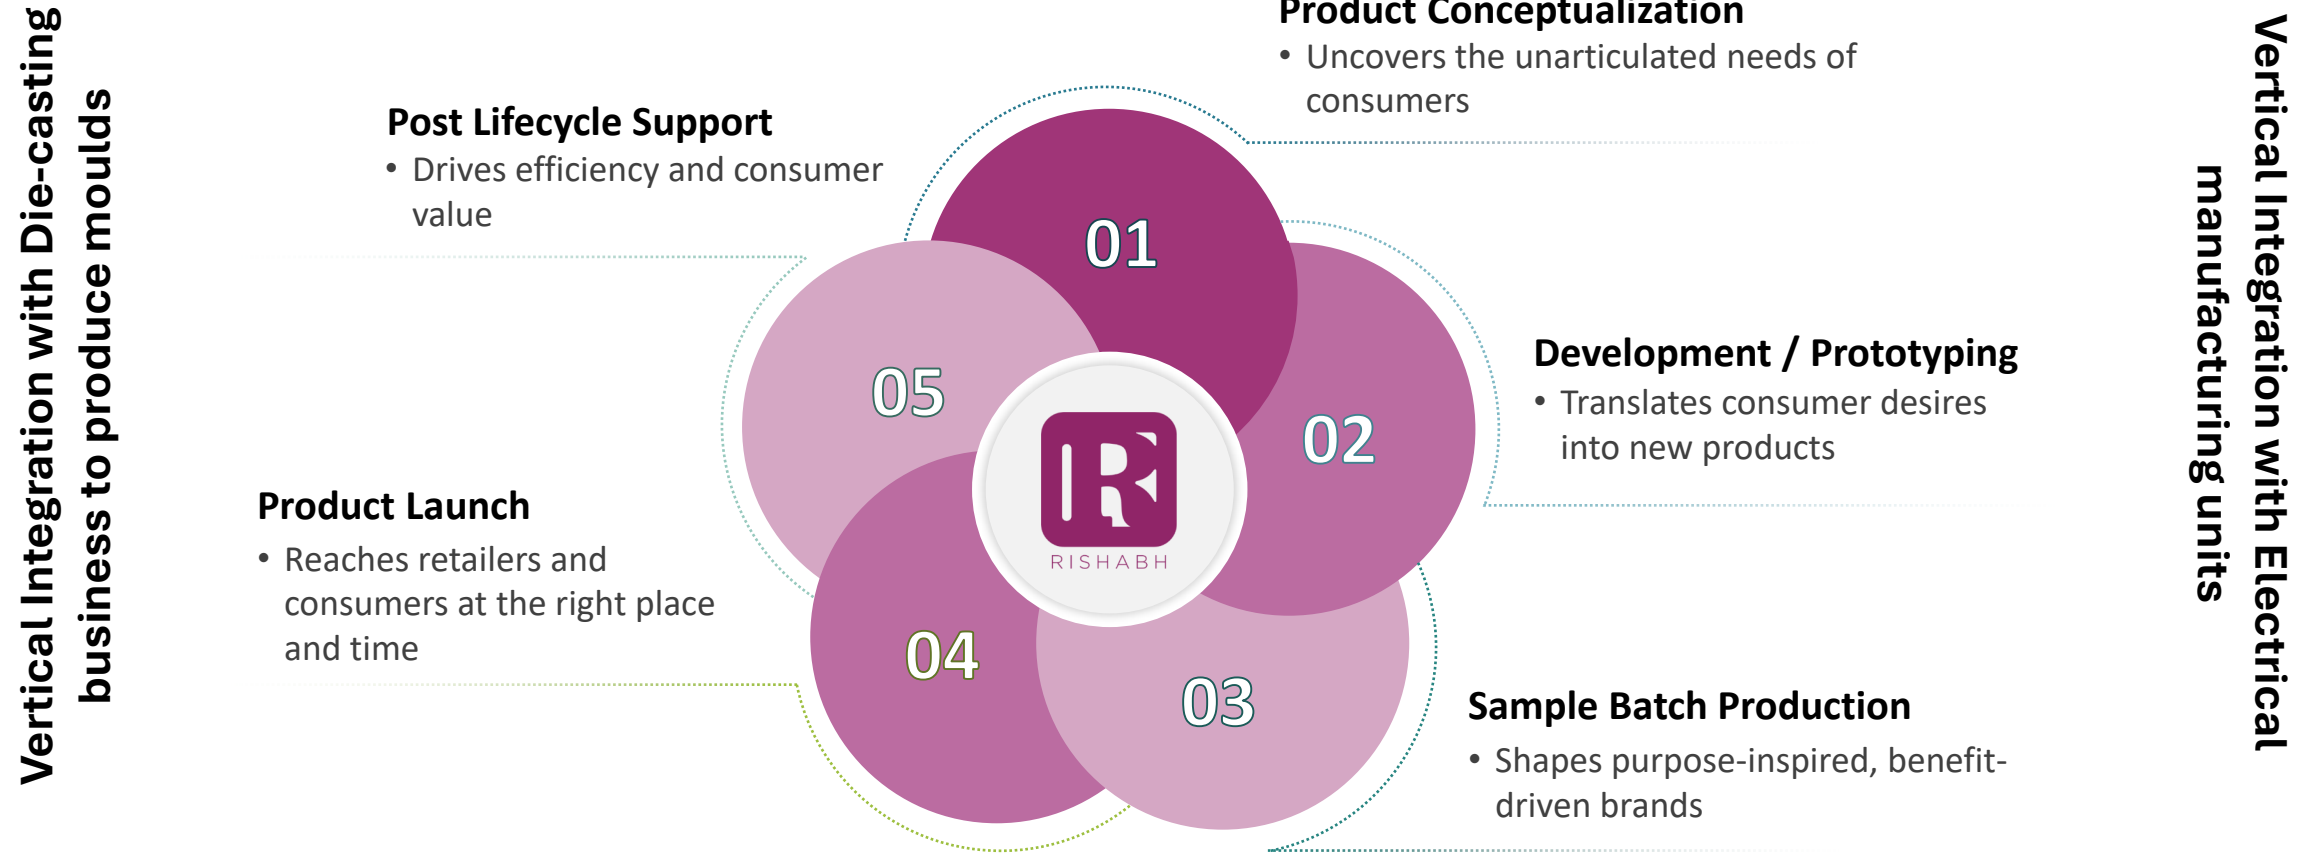 Vertical Integration with Die-casting
business to produce moulds
Product Conceptualization
• Uncovers the unarticulated needs of
consumers
Post Lifecycle Support
• Drives efficiency and consumer
value
01
02
03
04
05
RISHABH
Development / Prototyping
• Translates consumer desires
into new products
Product Launch
• Reaches retailers and
consumers at the right place
and time
Sample Batch Production
• Shapes purpose-inspired, benefit-
driven brands
Vertical Integration with Electrical
manufacturing units